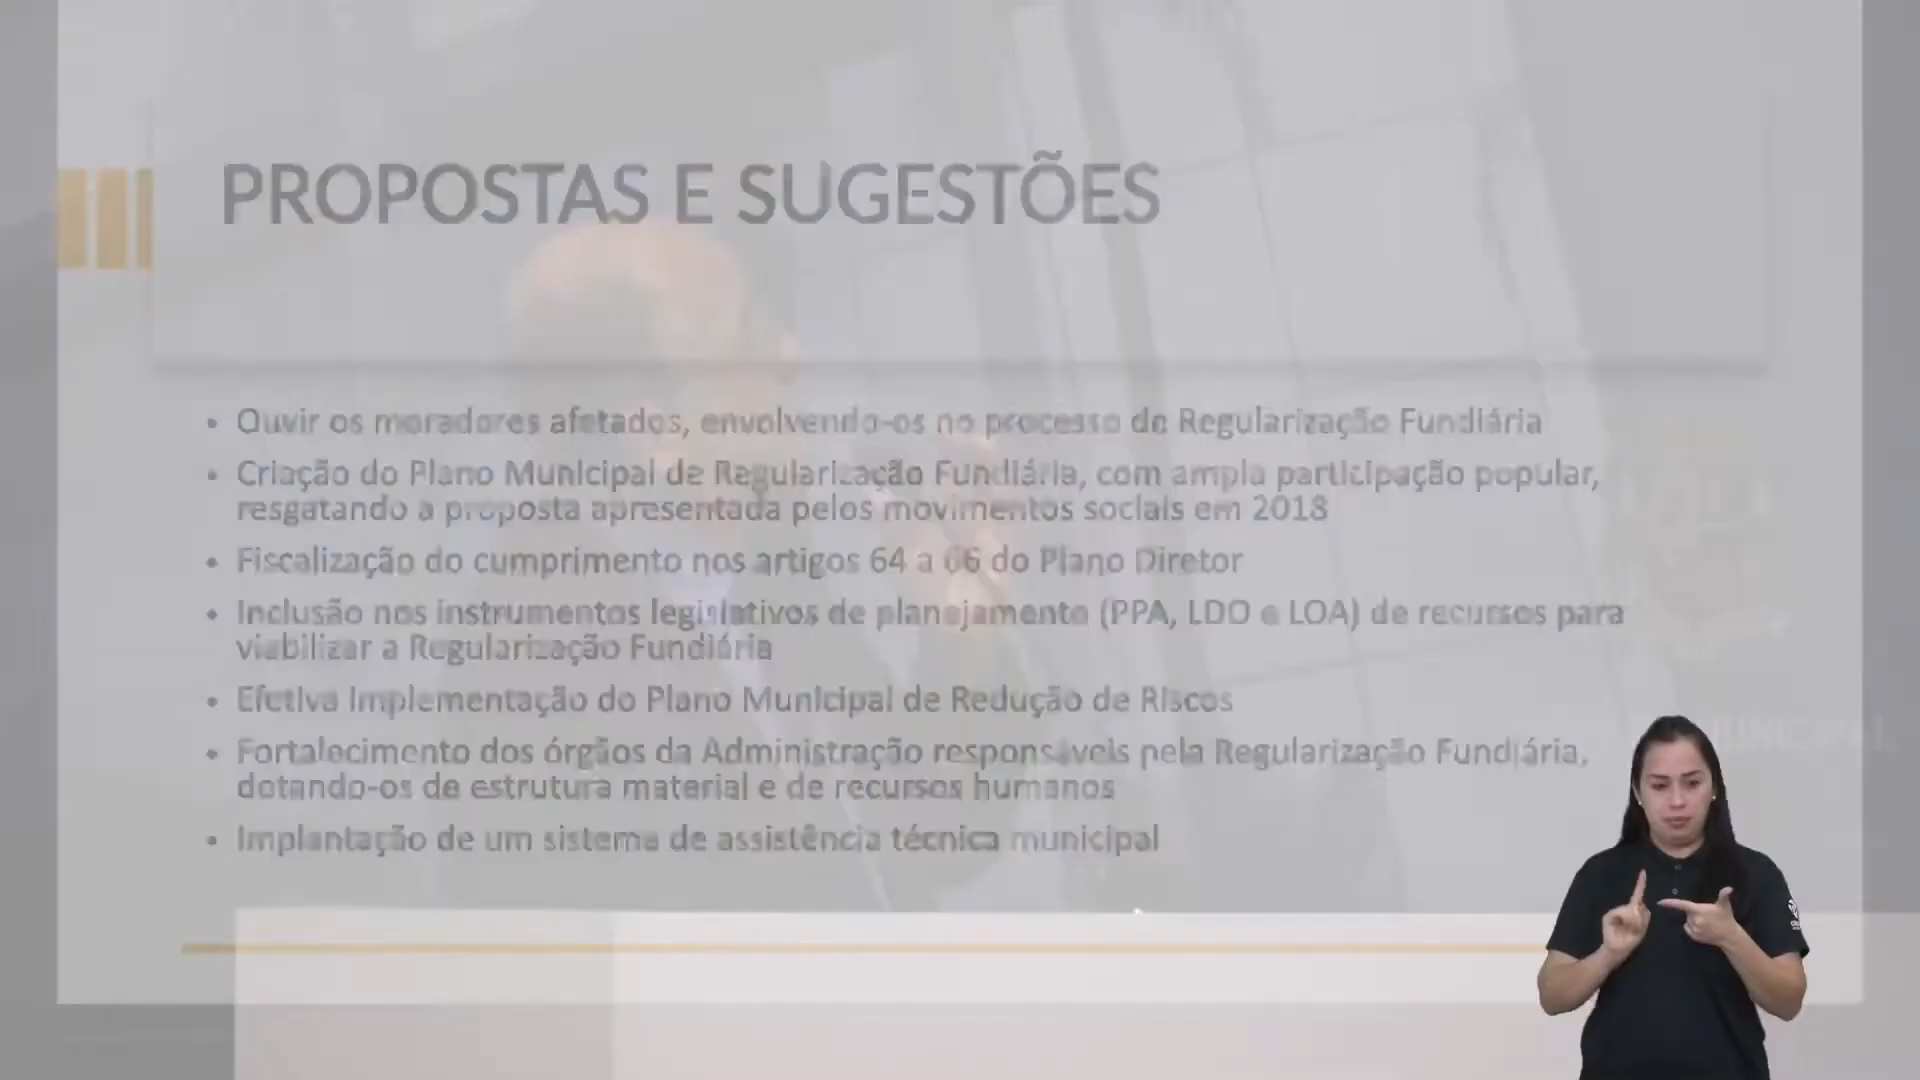 PROPOSTAS E SUGESTÕES
• Ouvir os moradores afetados, envolvendo-os no processo de Regularização Fundiária
• Criação do Plano Municipal de Regularização Fundiária, com ampla participação popular,
resgatando a proposta apresentada pelos movimentos sociais em 2018
• Fiscalização do cumprimento nos artigos 64 a 66 do Plano Diretor
• Inclusão nos instrumentos legislativos de planejamento (PPA, LDO e LOA) de recursos para
viabilizar a Regularização Fundiária
• Efetiva Implementação do Plano Municipal de Redução de Riscos
• Fortalecimento dos órgãos da Administração responsáveis pela Regularização Fundiária,
dotando-os de estrutura material e de recursos humanos
• Implantação de um sistema de assistência técnica municipal